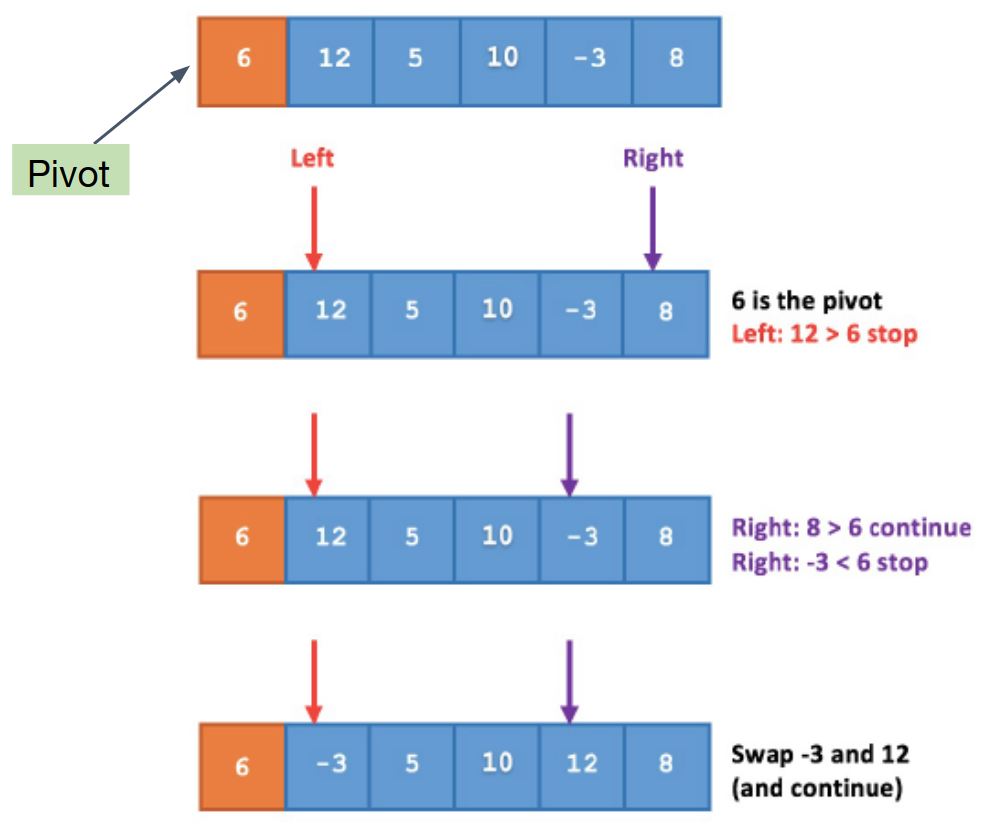 6 12 5 10 -3 8
Pivot
Left Right
6 12 5 10 -3 8
6 is the pivot
Left: 12 > 6 stop
6 12 5 10 -3 8
Right: 8 > 6 continue
Right: -3 < 6 stop
6 -3 5 10 12 8
Swap -3 and 12
(and continue)